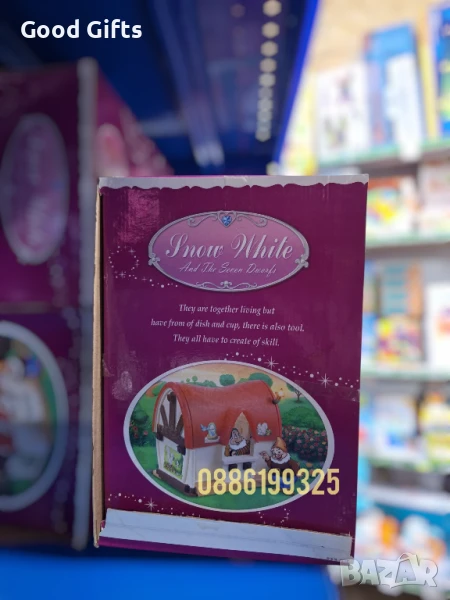 Good Gifts
Snow White
And The Seven Dwarfs
They are together living but
have from of dish and cup, there is also tool,
They all have to create of skill.
0886199325
BAZAR